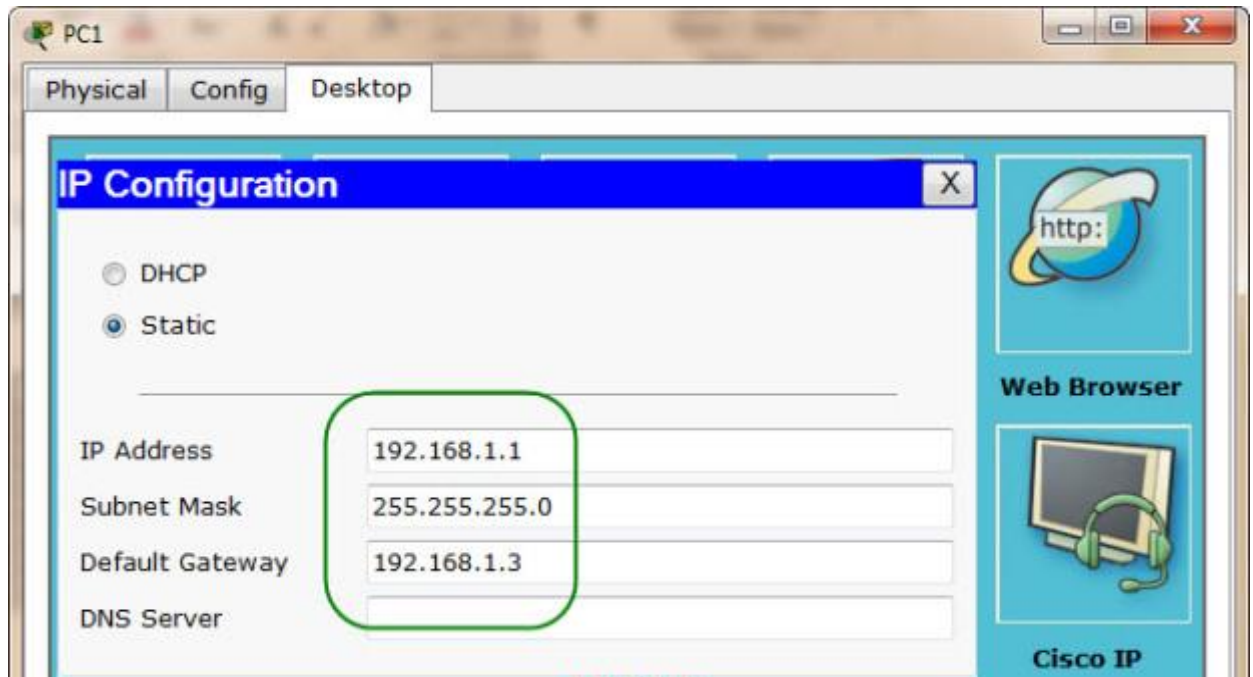 PC1
X
Physical Config Desktop
IP Configuration X
http:
DHCP
Static
Web Browser
IP Address 192.168.1.1
Subnet Mask 255.255.255.0
Default Gateway 192.168.1.3
DNS Server
Cisco IP